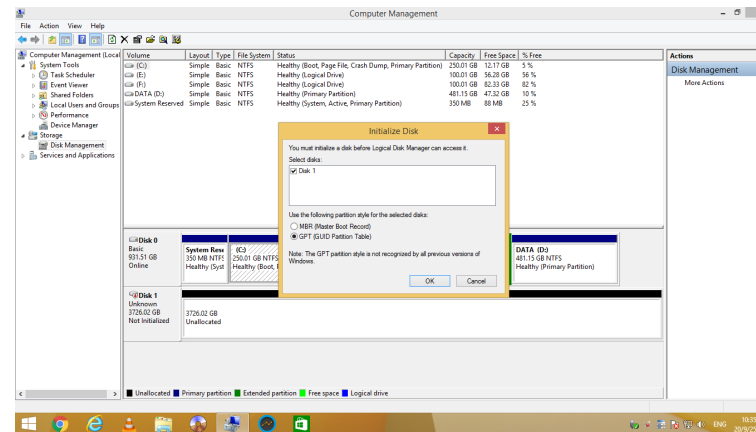 Computer Management
File Action View Help
Computer Management (Local
System Tools
Task Scheduler
Event Viewer
Shared Folders
Local Users and Groups
Performance
Device Manager
Storage
Disk Management
Services and Applications
Volume Layout Type File System Status Capacity Free Space % Free
(C:) Simple Basic NTFS Healthy (Boot, Page File, Crash Dump, Primary Partition) 250.01 GB 12.17 GB 5 %
(E:) Simple Basic NTFS Healthy (Logical Drive) 100.01 GB 56.28 GB 56 %
(F:) Simple Basic NTFS Healthy (Logical Drive) 100.01 GB 82.33 GB 82 %
DATA (D:) Simple Basic NTFS Healthy (Primary Partition) 481.15 GB 47.32 GB 10 %
System Reserved Simple Basic NTFS Healthy (System, Active, Primary Partition) 350 MB 88 MB 25 %
Actions
Disk Management
More Actions
Initialize Disk
You must initialize a disk before Logical Disk Manager can access it.
Select disks:
Disk 1
Use the following partition style for the selected disks:
MBR (Master Boot Record)
GPT (GUID Partition Table)
Note: The GPT partition style is not recognized by all previous versions of
Windows.
OK Cancel
Disk 0
Basic
931.51 GB
Online
System Rese
350 MB NTFS
Healthy (Syst
(C:)
250.01 GB NTFS
Healthy (Boot,
DATA (D:)
481.15 GB NTFS
Healthy (Primary Partition)
Disk 1
Unknown
3726.02 GB
Not Initialized
3726.02 GB
Unallocated
Unallocated Primary partition Extended partition Free space Logical drive
ENG
10:35
20/9/25